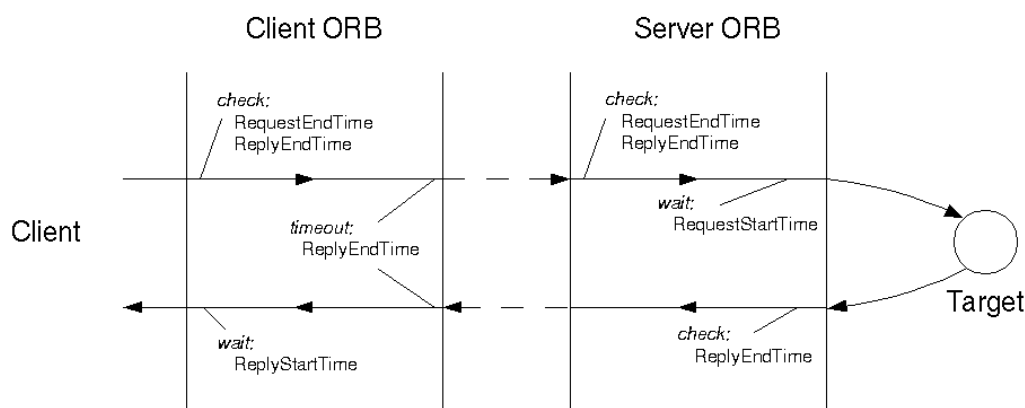 Client ORB
Server ORB
check:
RequestEndTime
ReplyEndTime
check:
RequestEndTime
ReplyEndTime
wait:
RequestStartTime
timeout:
ReplyEndTime
Client
Target
wait:
ReplyStartTime
check:
ReplyEndTime